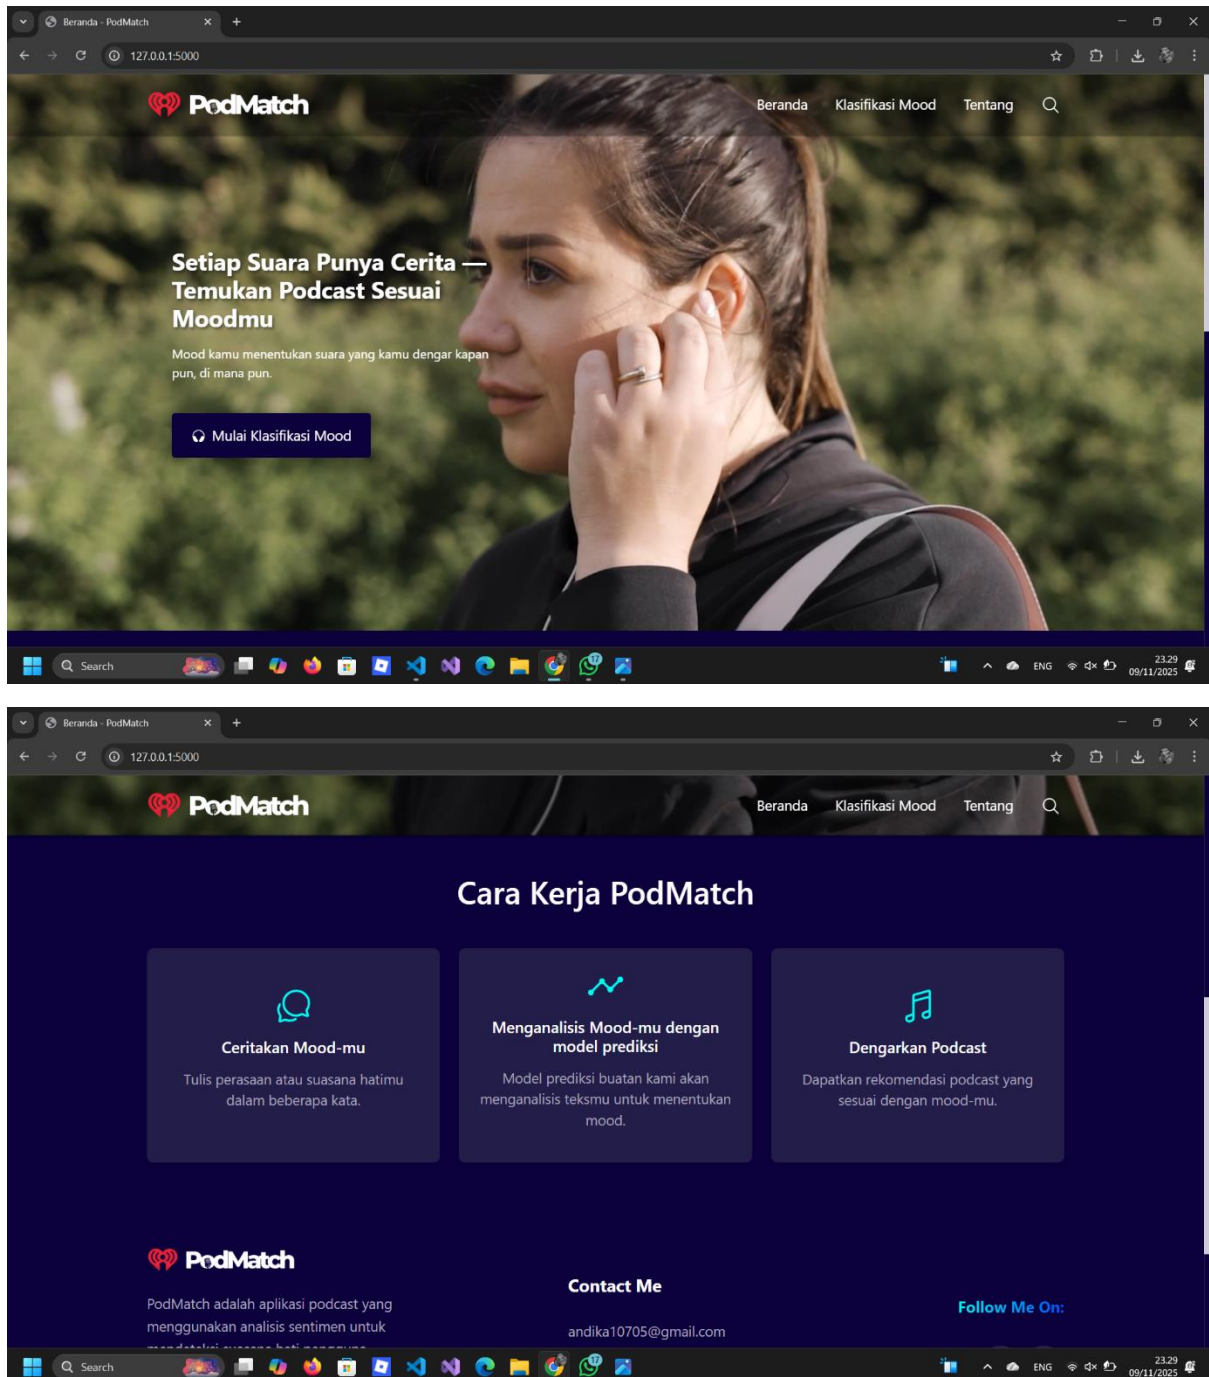 Beranda - PodMatch
127.0.0.1:5000
PodMatch
Beranda Klasifikasi Mood Tentang
Setiap Suara Punya Cerita —
Temukan Podcast Sesuai
Moodmu
Mood kamu menentukan suara yang kamu dengar kapan
pun, di mana pun.
Mulai Klasifikasi Mood
Search
17
ENG
23.29
09/11/2025
Beranda - PodMatch
127.0.0.1:5000
PodMatch
Beranda Klasifikasi Mood Tentang
Cara Kerja PodMatch
Ceritakan Mood-mu
Tulis perasaan atau suasana hatimu
dalam beberapa kata.
Menganalisis Mood-mu dengan
model prediksi
Model prediksi buatan kami akan
menganalisis teksmu untuk menentukan
mood.
Dengarkan Podcast
Dapatkan rekomendasi podcast yang
sesuai dengan mood-mu.
PodMatch
PodMatch adalah aplikasi podcast yang
menggunakan analisis sentimen untuk
Contact Me
andika10705@gmail.com
Follow Me On:
Search
17
ENG
23.29
09/11/2025